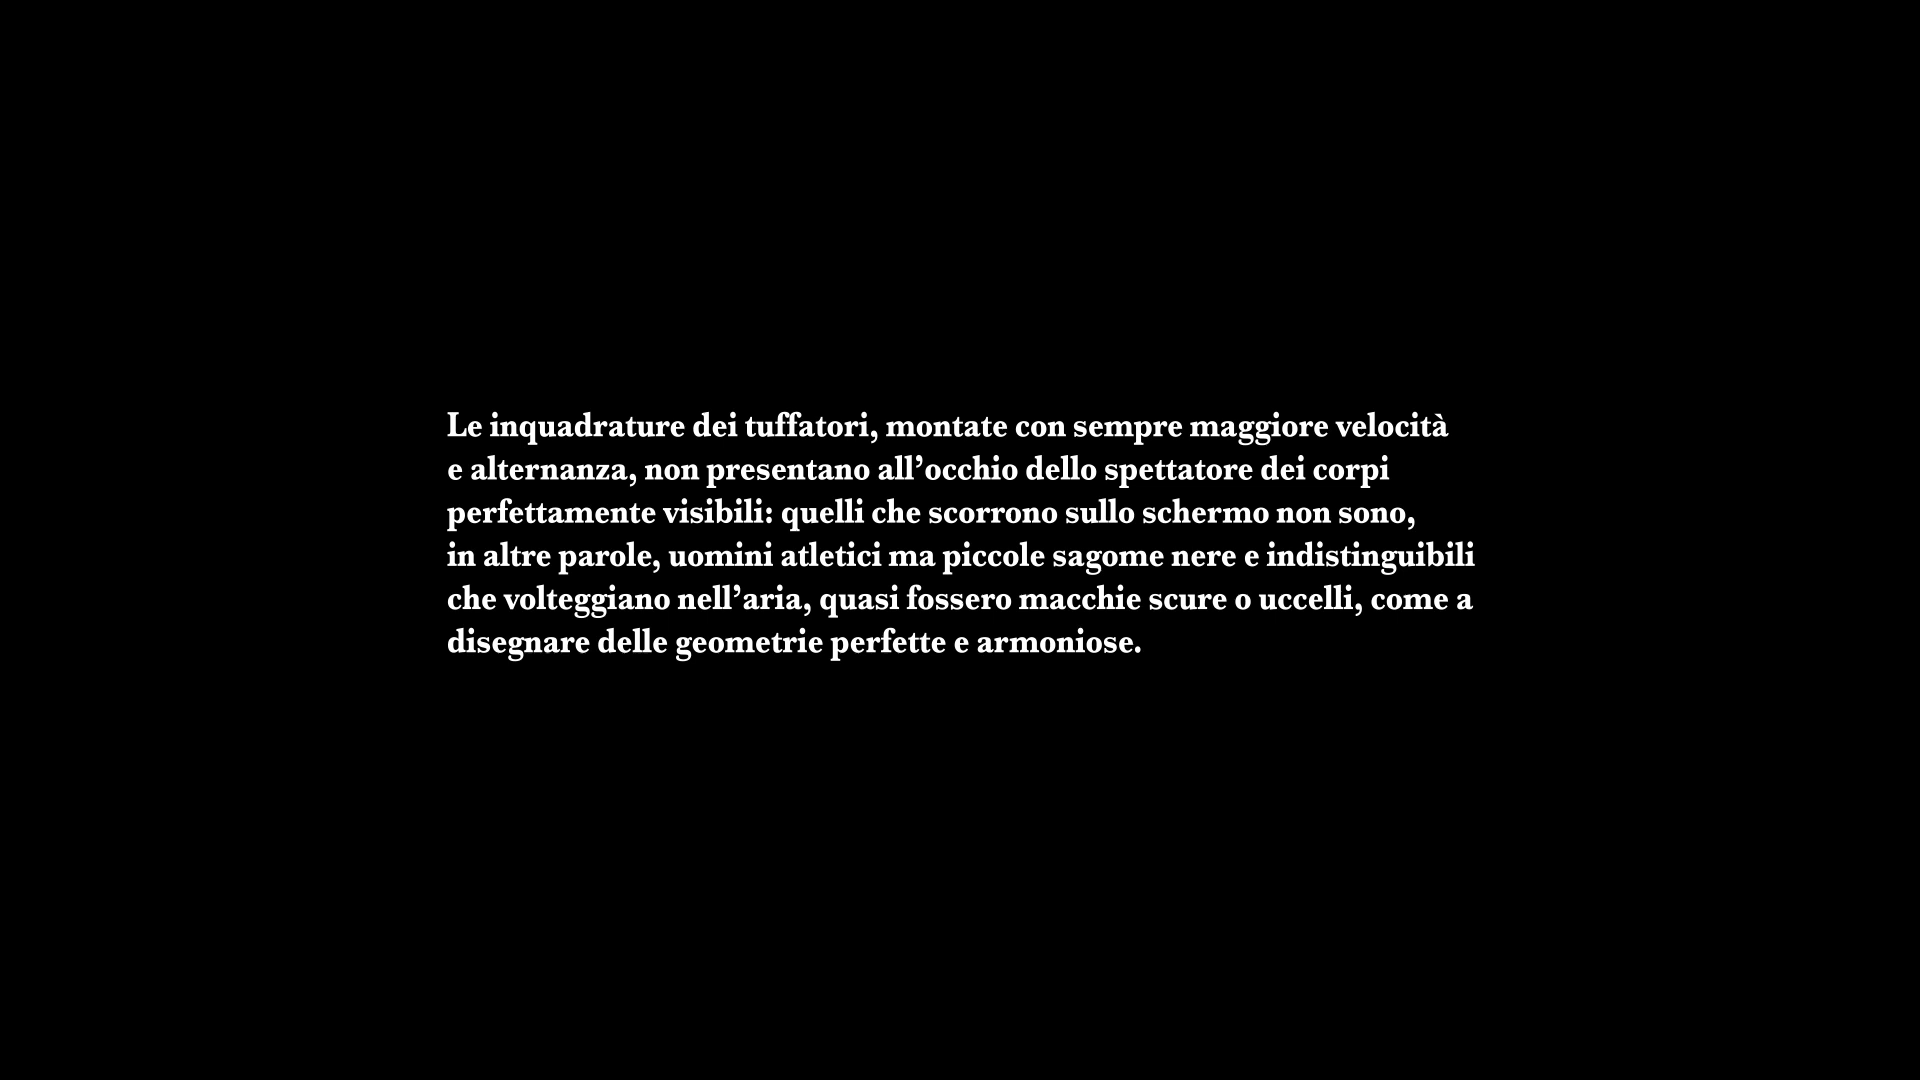 Le inquadrature dei tuffatori, montate con sempre maggiore velocità
e alternanza, non presentano all’occhio dello spettatore dei corpi
perfettamente visibili: quelli che scorrono sullo schermo non sono,
in altre parole, uomini atletici ma piccole sagome nere e indistinguibili
che volteggiano nell’aria, quasi fossero macchie scure o uccelli, come a
disegnare delle geometrie perfette e armoniose.